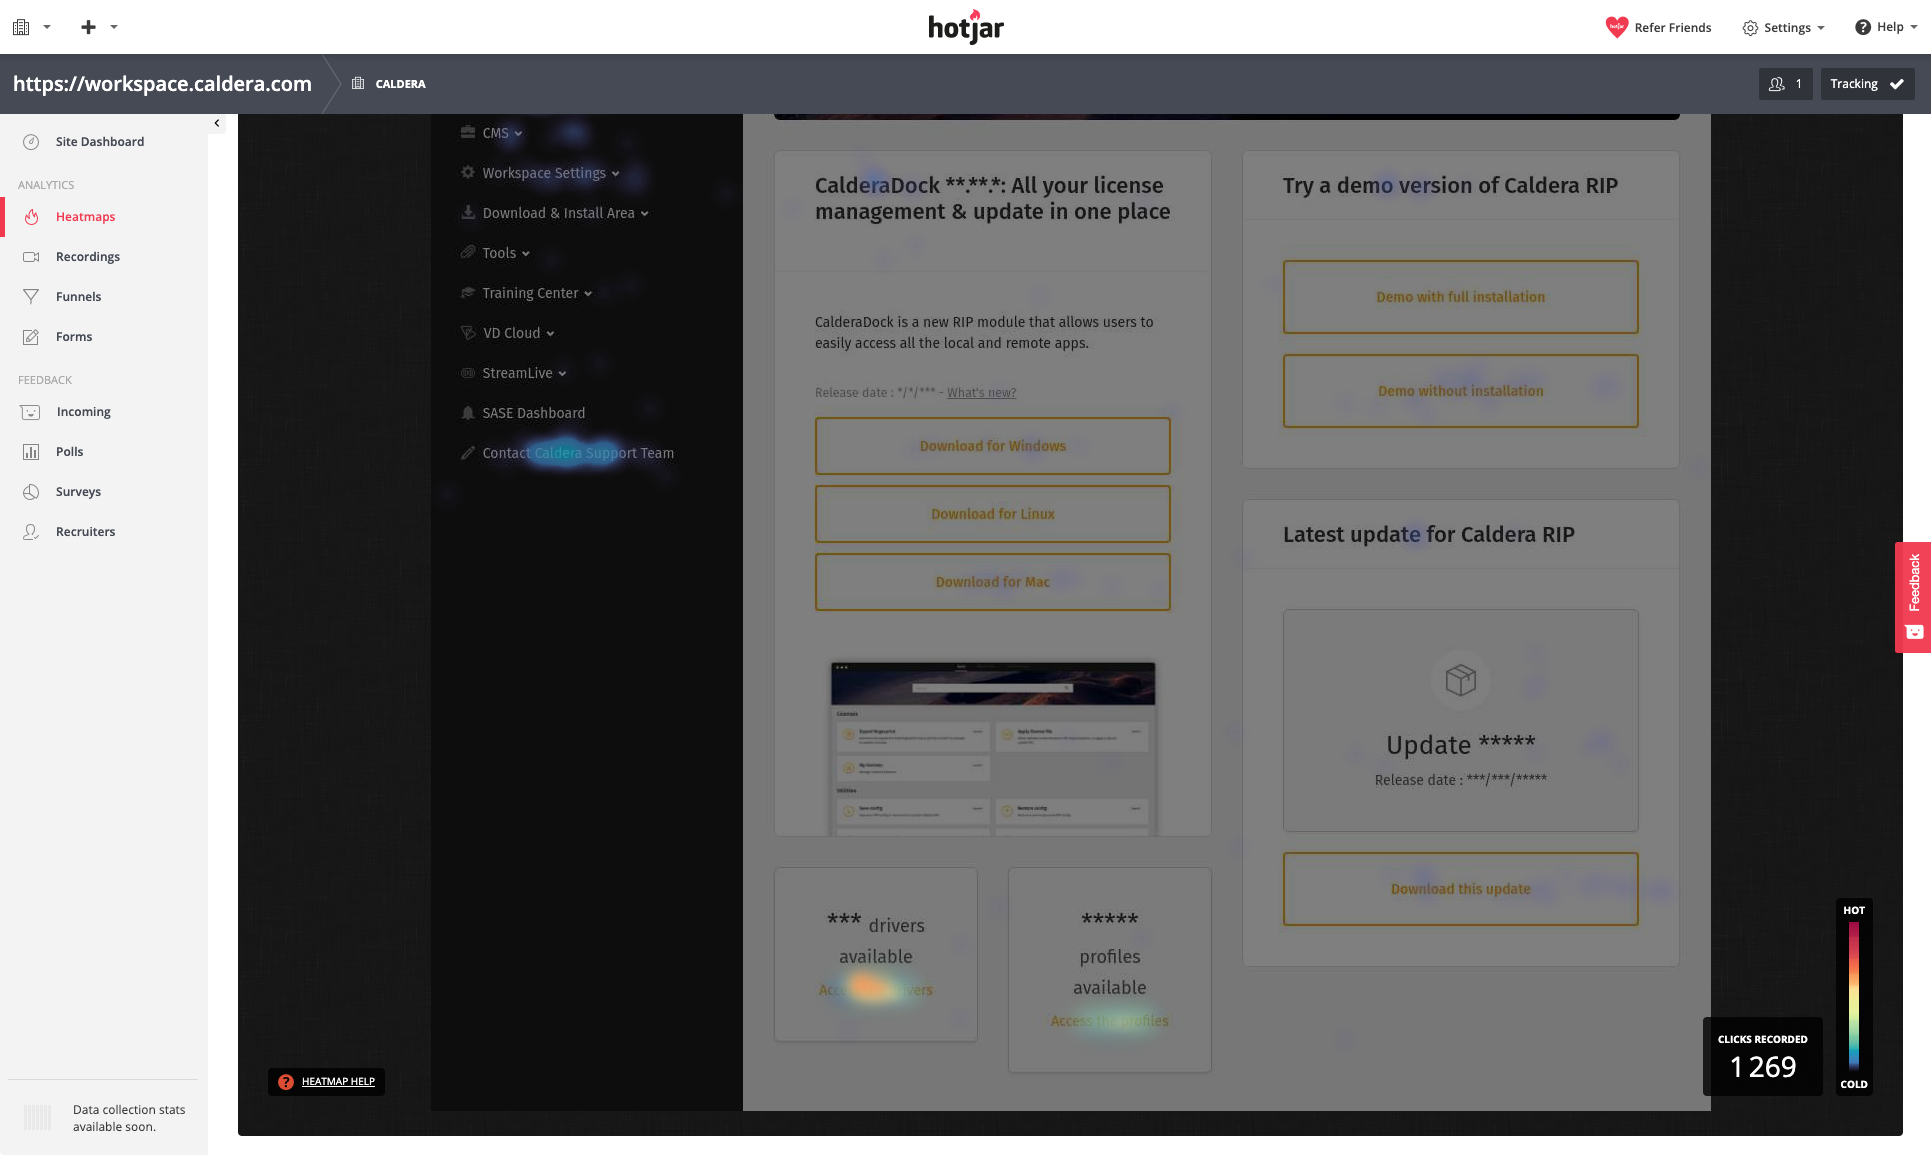 hotjar
Refer Friends
Settings
Help
https://workspace.caldera.com
CALDERA
1
Tracking
Site Dashboard
ANALYTICS
Heatmaps
Recordings
Funnels
Forms
FEEDBACK
Incoming
Polls
Surveys
Recruiters
Data collection stats
available soon.
CMS
Workspace Settings
Download & Install Area
Tools
Training Center
VD Cloud
StreamLive
SASE Dashboard
Contact Caldera Support Team
CalderaDock **.**.*: All your license
management & update in one place
CalderaDock is a new RIP module that allows users to
easily access all the local and remote apps.
Release date : */*/*** - What's new?
Download for Windows
Download for Linux
Download for Mac
Licenses
Utilities
*** drivers
available
*****
profiles
available
Access the profiles
Try a demo version of Caldera RIP
Demo with full installation
Demo without installation
Latest update for Caldera RIP
Update *****
Release date : ***/***/*****
Download this update
Feedback
HOT
COLD
CLICKS RECORDED
1 269
HEATMAP HELP